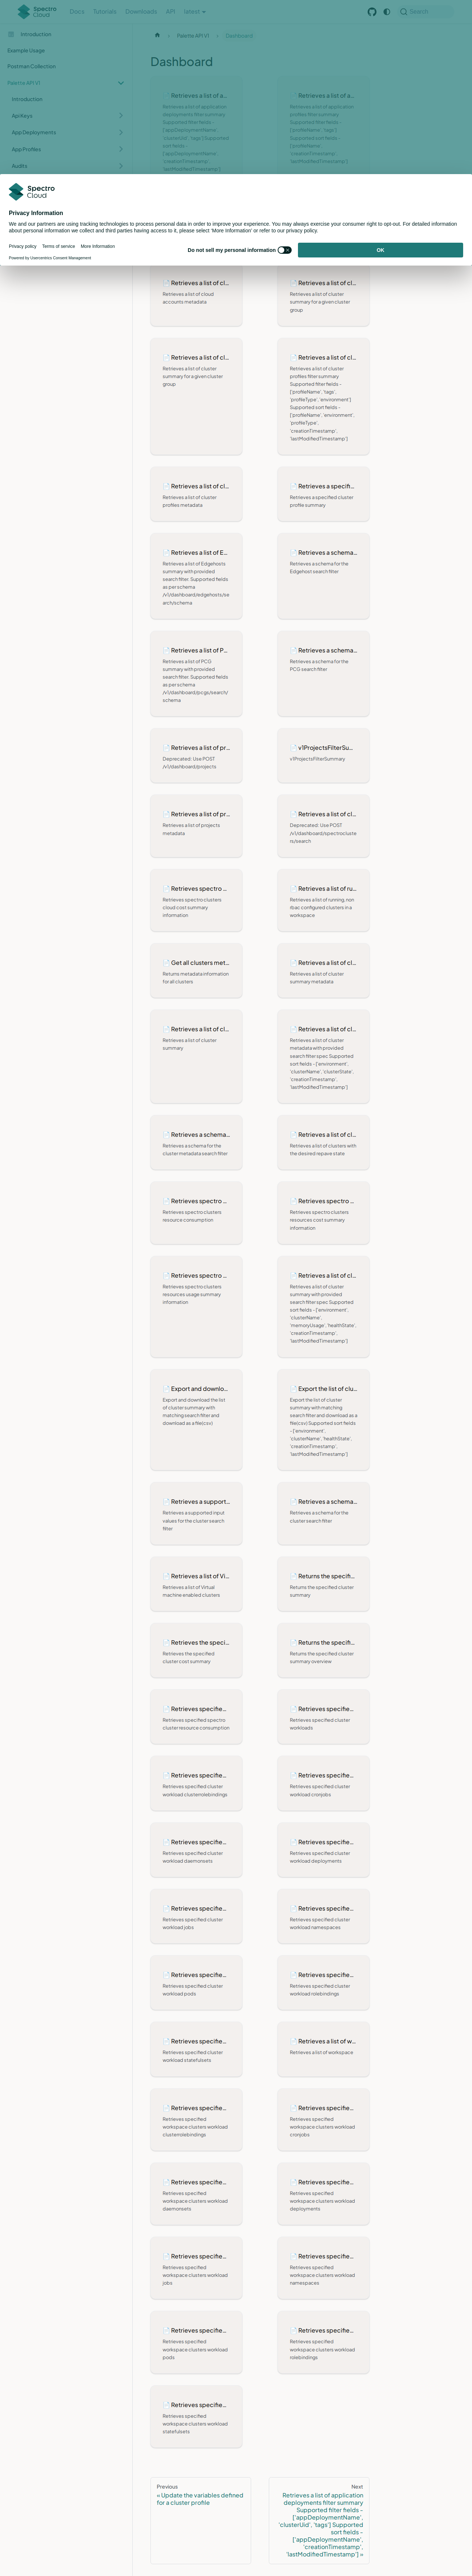 Spectro Cloud
Docs
Tutorials
Downloads
API
latest
Search
Introduction
Example Usage
Postman Collection
Palette API V1
Introduction
Api Keys
App Deployments
App Profiles
Audits
Palette API V1
Dashboard
Dashboard
Retrieves a list of a...
Retrieves a list of application
deployments filter summary
Supported filter fields -
['appDeploymentName',
'clusterUid', 'tags'] Supported
sort fields -
['appDeploymentName',
'creationTimestamp',
'lastModifiedTimestamp']
Retrieves a list of a...
Retrieves a list of application
profiles filter summary
Supported filter fields -
['profileName', 'tags']
Supported sort fields -
['profileName',
'creationTimestamp',
'lastModifiedTimestamp']
Spectro
Cloud
Privacy Information
We and our partners are using tracking technologies to process personal data in order to improve your experience. You may always exercise your consumer right to opt-out. For detailed information
about personal information we collect and third parties having access to it, please select 'More Information' or refer to our privacy policy.
Privacy policy
Terms of service
More Information
Powered by Usercentrics Consent Management
Do not sell my personal information
OK
Retrieves a list of cl...
Retrieves a list of cloud
accounts metadata
Retrieves a list of cl...
Retrieves a list of cluster
summary for a given cluster
group
Retrieves a list of cl...
Retrieves a list of cluster
summary for a given cluster
group
Retrieves a list of cl...
Retrieves a list of cluster
profiles filter summary
Supported filter fields -
['profileName', 'tags',
'profileType', 'environment']
Supported sort fields -
['profileName', 'environment',
'profileType',
'creationTimestamp',
'lastModifiedTimestamp']
Retrieves a list of cl...
Retrieves a list of cluster
profiles metadata
Retrieves a specifi...
Retrieves a specified cluster
profile summary
Retrieves a list of E...
Retrieves a list of Edgehosts
summary with provided
search filter. Supported fields
as per schema
/v1/dashboard/edgehosts/se
arch/schema
Retrieves a schema...
Retrieves a schema for the
Edgehost search filter
Retrieves a list of P...
Retrieves a list of PCG
summary with provided
search filter. Supported fields
as per schema
/v1/dashboard/pcgs/search/
schema
Retrieves a schema...
Retrieves a schema for the
PCG search filter
Retrieves a list of pr...
Deprecated: Use POST
/v1/dashboard/projects
v1ProjectsFilterSu...
v1ProjectsFilterSummary
Retrieves a list of pr...
Retrieves a list of projects
metadata
Retrieves a list of cl...
Deprecated: Use POST
/v1/dashboard/spectrocluste
rs/search
Retrieves spectro ...
Retrieves spectro clusters
cloud cost summary
information
Retrieves a list of ru...
Retrieves a list of running, non
rbac configured clusters in a
workspace
Get all clusters met...
Returns metadata information
for all clusters
Retrieves a list of cl...
Retrieves a list of cluster
summary metadata
Retrieves a list of cl...
Retrieves a list of cluster
summary
Retrieves a list of cl...
Retrieves a list of cluster
metadata with provided
search filter spec Supported
sort fields - ['environment',
'clusterName', 'clusterState',
'creationTimestamp',
'lastModifiedTimestamp']
Retrieves a schema...
Retrieves a schema for the
cluster metadata search filter
Retrieves a list of cl...
Retrieves a list of clusters with
the desired repave state
Retrieves spectro ...
Retrieves spectro clusters
resource consumption
Retrieves spectro ...
Retrieves spectro clusters
resources cost summary
information
Retrieves spectro ...
Retrieves spectro clusters
resources usage summary
information
Retrieves a list of cl...
Retrieves a list of cluster
summary with provided
search filter spec Supported
sort fields - ['environment',
'clusterName',
'memoryUsage', 'healthState',
'creationTimestamp',
'lastModifiedTimestamp']
Export and downlo...
Export and download the list
of cluster summary with
matching search filter and
download as a file(csv)
Export the list of clu...
Export the list of cluster
summary with matching
search filter and download as a
file(csv) Supported sort fields
- ['environment',
'clusterName', 'healthState',
'creationTimestamp',
'lastModifiedTimestamp']
Retrieves a support...
Retrieves a supported input
values for the cluster search
filter
Retrieves a schema...
Retrieves a schema for the
cluster search filter
Retrieves a list of Vi...
Retrieves a list of Virtual
machine enabled clusters
Returns the specifi...
Returns the specified cluster
summary
Retrieves the speci...
Retrieves the specified
cluster cost summary
Returns the specifi...
Returns the specified cluster
summary overview
Retrieves specifie...
Retrieves specified spectro
cluster resource consumption
Retrieves specifie...
Retrieves specified cluster
workloads
Retrieves specifie...
Retrieves specified cluster
workload clusterrolebindings
Retrieves specifie...
Retrieves specified cluster
workload cronjobs
Retrieves specifie...
Retrieves specified cluster
workload daemonsets
Retrieves specifie...
Retrieves specified cluster
workload deployments
Retrieves specifie...
Retrieves specified cluster
workload jobs
Retrieves specifie...
Retrieves specified cluster
workload namespaces
Retrieves specifie...
Retrieves specified cluster
workload pods
Retrieves specifie...
Retrieves specified cluster
workload rolebindings
Retrieves specifie...
Retrieves specified cluster
workload statefulsets
Retrieves a list of w...
Retrieves a list of workspace
Retrieves specifie...
Retrieves specified
workspace clusters workload
clusterrolebindings
Retrieves specifie...
Retrieves specified
workspace clusters workload
cronjobs
Retrieves specifie...
Retrieves specified
workspace clusters workload
daemonsets
Retrieves specifie...
Retrieves specified
workspace clusters workload
deployments
Retrieves specifie...
Retrieves specified
workspace clusters workload
jobs
Retrieves specifie...
Retrieves specified
workspace clusters workload
namespaces
Retrieves specifie...
Retrieves specified
workspace clusters workload
pods
Retrieves specifie...
Retrieves specified
workspace clusters workload
rolebindings
Retrieves specifie...
Retrieves specified
workspace clusters workload
statefulsets
Previous
« Update the variables defined
for a cluster profile
Next
Retrieves a list of application
deployments filter summary
Supported filter fields -
['appDeploymentName',
'clusterUid', 'tags'] Supported
sort fields -
['appDeploymentName',
'creationTimestamp',
'lastModifiedTimestamp'] »